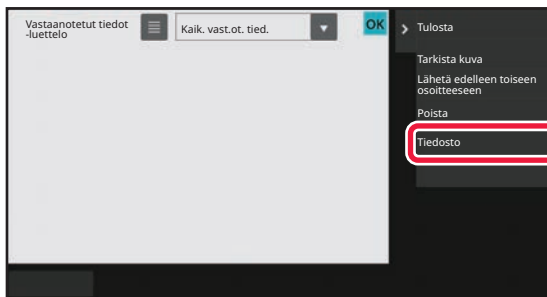 Vastaanotetut tiedot
-luettelo
Kaik. vast.ot. tied.
OK
Tulosta
Tarkista kuva
Lähetä edelleen toiseen
osoitteeseen
Poista
Tiedosto